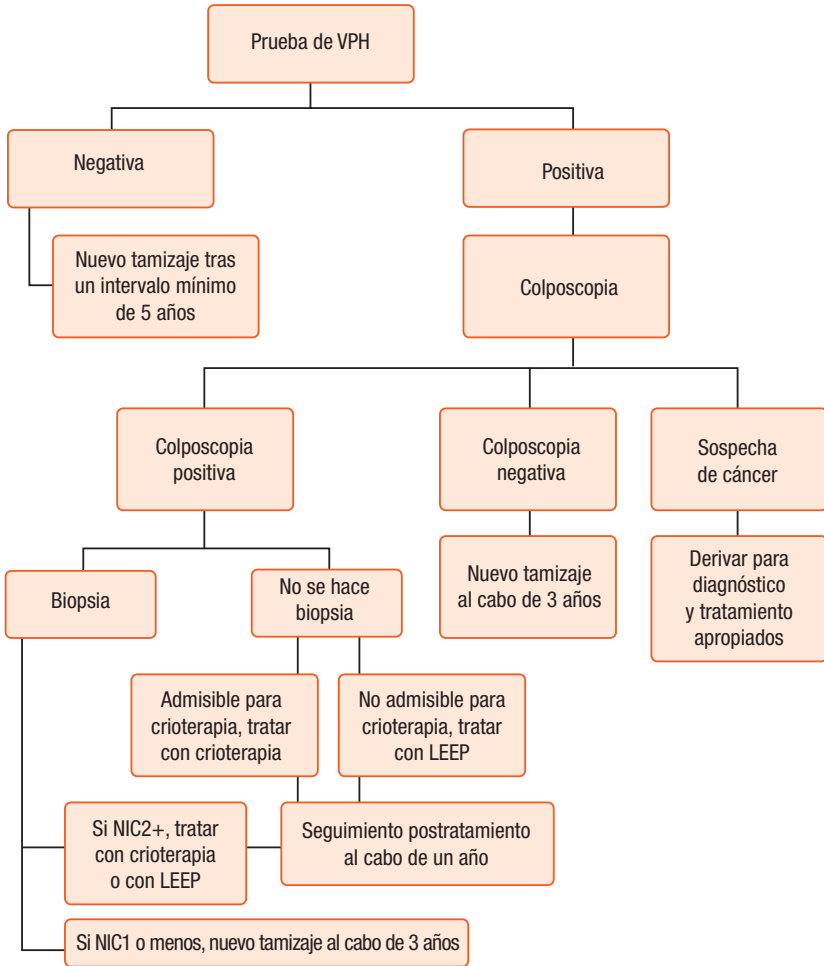 Prueba de VPH
Negativa
Positiva
Nuevo tamizaje tras
un intervalo mínimo
de 5 años
Colposcopia
Colposcopia
positiva
Colposcopia
negativa
Sospecha
de cáncer
Biopsia
No se hace
biopsia
Nuevo tamizaje
al cabo de 3 años
Derivar para
diagnóstico
y tratamiento
apropiados
Admisible para
crioterapia, tratar
con crioterapia
No admisible para
crioterapia, tratar
con LEEP
Si NIC2+, tratar
con crioterapia
o con LEEP
Seguimiento postratamiento
al cabo de un año
Si NIC1 o menos, nuevo tamizaje al cabo de 3 años